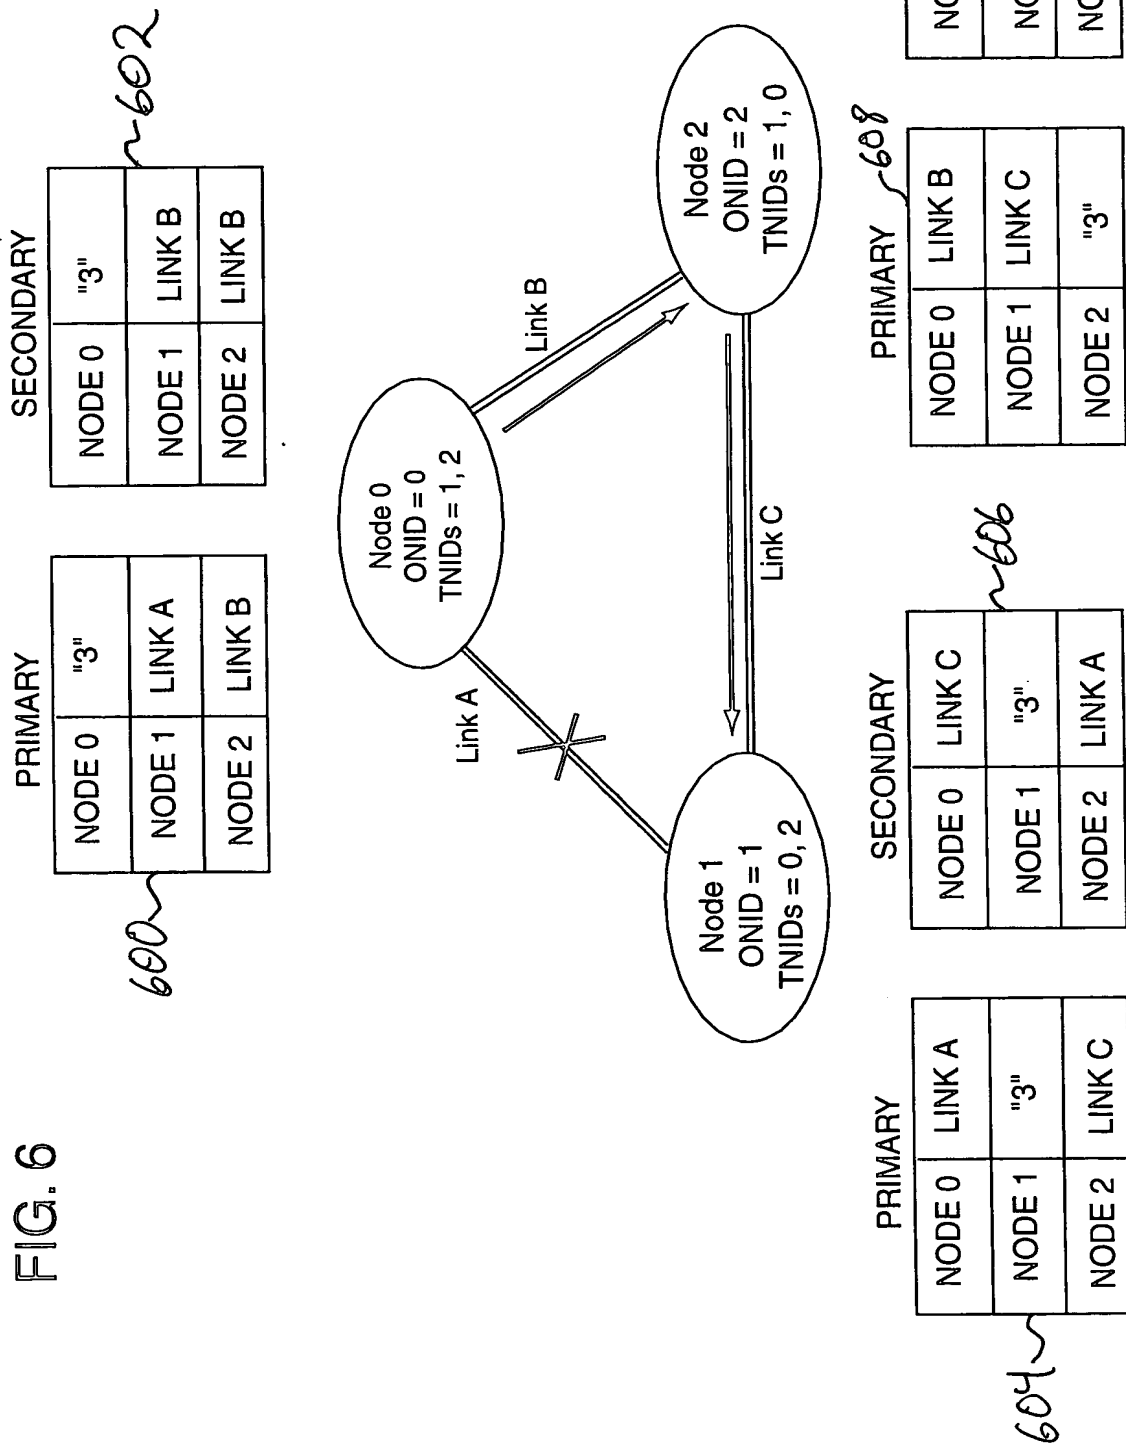 FIG. 6
PRIMARY
NODE 0 "3"
NODE 1 LINK A
NODE 2 LINK B
600
SECONDARY
NODE 0 "3"
NODE 1 LINK B
NODE 2 LINK B
602
Node 0
ONID = 0
TNIDs = 1, 2
Link A
Link B
Node 1
ONID = 1
TNIDs = 0, 2
Node 2
ONID = 2
TNIDs = 1, 0
Link C
PRIMARY
NODE 0 LINK A
NODE 1 "3"
NODE 2 LINK C
604
SECONDARY
NODE 0 LINK C
NODE 1 "3"
NODE 2 LINK A
606
PRIMARY
NODE 0 LINK B
NODE 1 LINK C
NODE 2 "3"
608
NO
NO
NO